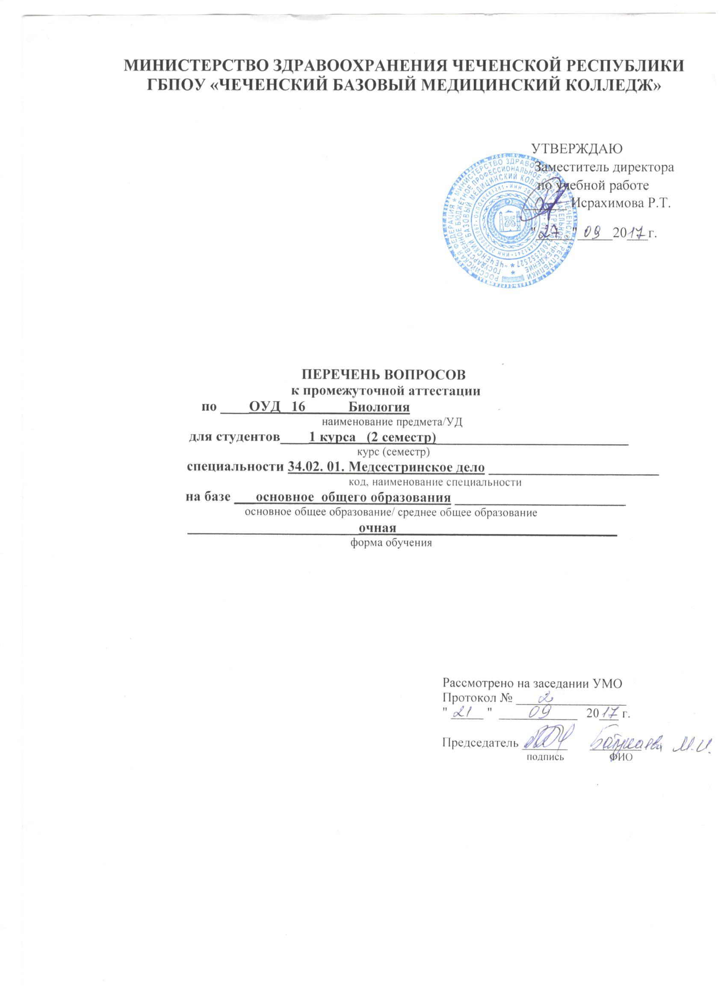 МИНИСТЕРСТВО ЗДРАВООХРАНЕНИЯ ЧЕЧЕНСКОЙ РЕСПУБЛИКИ
ГБПОУ «ЧЕЧЕНСКИЙ БАЗОВЫЙ МЕДИЦИНСКИЙ КОЛЛЕДЖ»
УТВЕРЖДАЮ
Заместитель директора
по учебной работе
Исрахимова Р.Т.
"27" 09 2017 г.
ПЕРЕЧЕНЬ ВОПРОСОВ
к промежуточной аттестации
по ОУД 16 Биология
наименование предмета/УД
для студентов 1 курса (2 семестр)
курс (семестр)
специальности 34.02. 01. Медсестринское дело
код, наименование специальности
на базе основное общего образования
основное общее образование/ среднее общее образование
очная
форма обучения
Рассмотрено на заседании УМО
Протокол № 2
" 21 " 09 2017 г.
Председатель М.И.
подпись ФИО